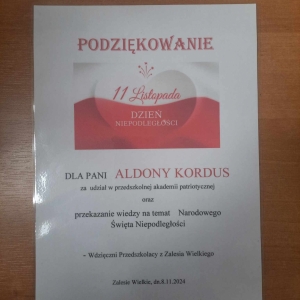 PODZIĘKOWANIE
11 Listopada
DZIEŃ
NIEPODLEGŁOŚCI
DLA PANI ALDONY KORDUS
za udział w przedszkolnej akademii patriotycznej
oraz
przekazanie wiedzy na temat Narodowego
Święta Niepodległości
- Wdzięczni Przedszkolacy z Zalesia Wielkiego
Zalesie Wielkie, dn.8.11.2024